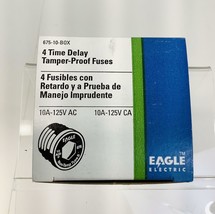 675-10-BOX
4 Time Delay
Tamper-Proof Fuses
4 Fusibles con
Retardo y a Prueba de
Manejo Imprudente
10A-125V AC 10A-125V CA
EAGLE
ELECTRIC